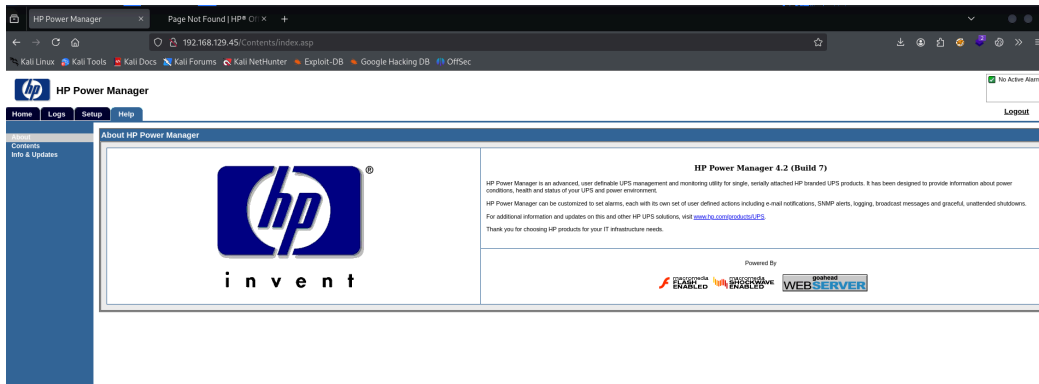 HP Power Manager
Page Not Found | HP® Of
192.168.129.45/Contents/index.asp
Kali Linux Kali Tools Kali Docs Kali Forums Kali NetHunter Exploit-DB Google Hacking DB OffSec
hp HP Power Manager
No Active Alarm
Home Logs Setup Help
Logout
About
Contents
Info & Updates
About HP Power Manager
hp ®
invent
HP Power Manager 4.2 (Build 7)
HP Power Manager is an advanced, user definable UPS management and monitoring utility for single, serially attached HP branded UPS products. It has been designed to provide information about power
conditions, health and status of your UPS and power environment.
HP Power Manager can be customized to set alarms, each with its own set of user defined actions including e-mail notifications, SNMP alerts, logging, broadcast messages and graceful, unattended shutdowns.
For additional information and updates on this and other HP UPS solutions, visit www.hp.com/products/UPS.
Thank you for choosing HP products for your IT infrastructure needs.
Powered By
macromedia FLASH ENABLED
macromedia SHOCKWAVE ENABLED
goahead WEBSERVER